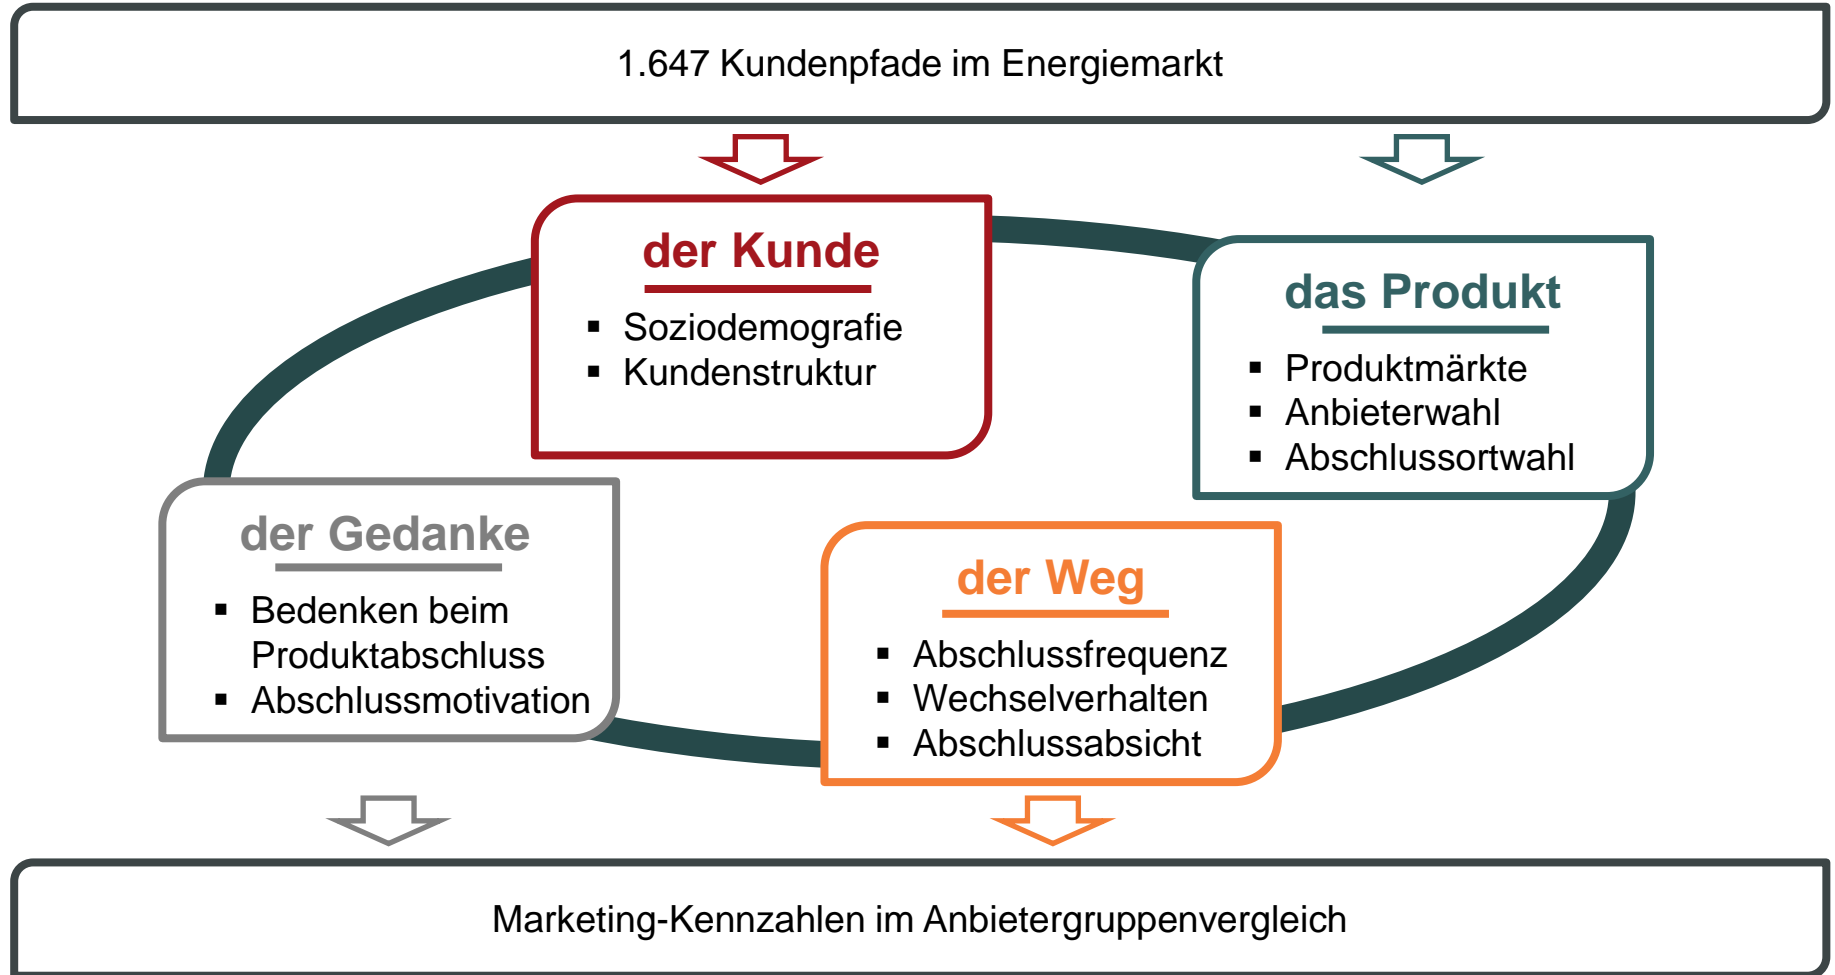 1.647 Kundenpfade im Energiemarkt
der Kunde
▪ Soziodemografie
▪ Kundenstruktur
das Produkt
▪ Produktmärkte
▪ Anbieterwahl
▪ Abschlussortwahl
der Gedanke
▪ Bedenken beim
Produktabschluss
▪ Abschlussmotivation
der Weg
▪ Abschlussfrequenz
▪ Wechselverhalten
▪ Abschlussabsicht
Marketing-Kennzahlen im Anbietergruppenvergleich